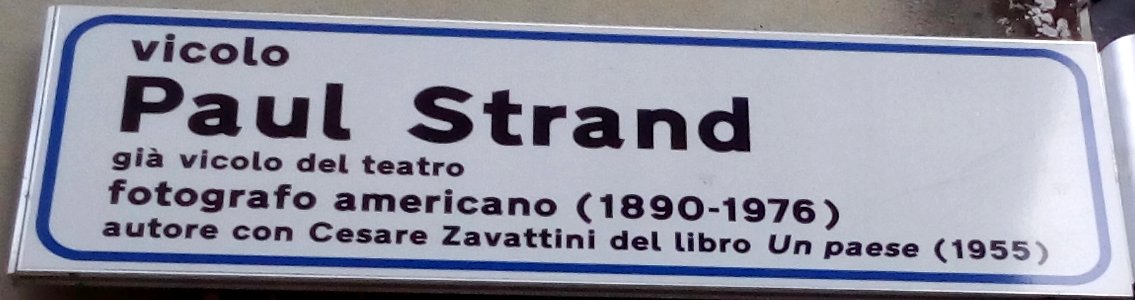 vicolo
Paul Strand
già vicolo del teatro
fotografo americano (1890-1976)
autore con Cesare Zavattini del libro Un paese (1955)